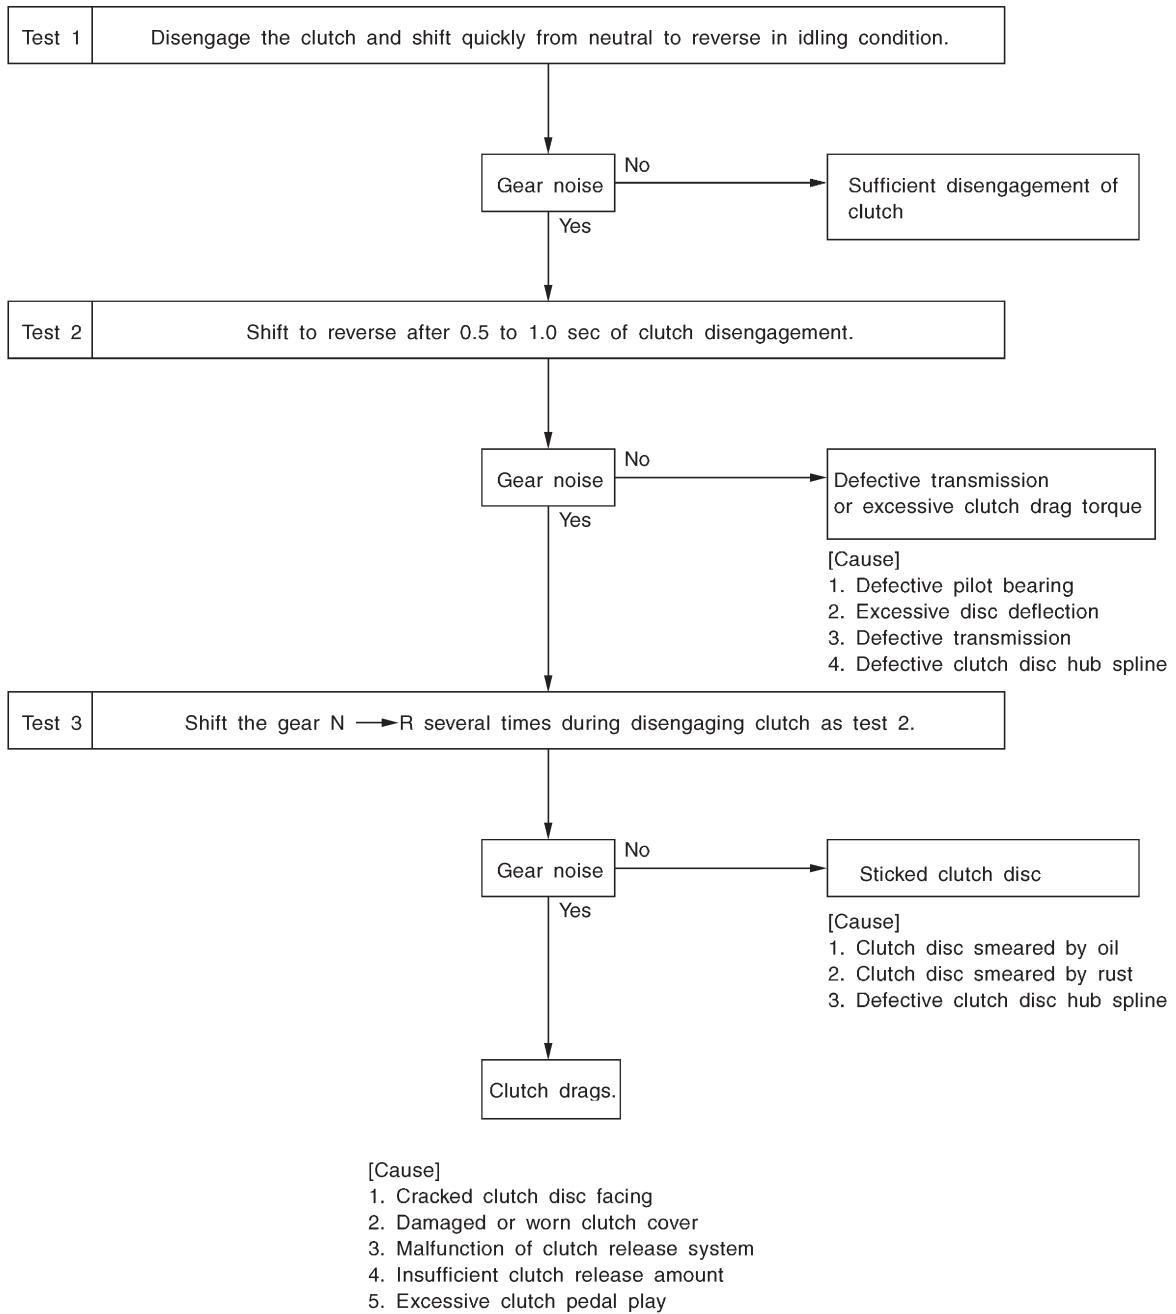 Test 1
Disengage the clutch and shift quickly from neutral to reverse in idling condition.
Gear noise
No
Sufficient disengagement of
clutch
Yes
Test 2
Shift to reverse after 0.5 to 1.0 sec of clutch disengagement.
Gear noise
No
Defective transmission
or excessive clutch drag torque
Yes
[Cause]
1. Defective pilot bearing
2. Excessive disc deflection
3. Defective transmission
4. Defective clutch disc hub spline
Test 3
Shift the gear N → R several times during disengaging clutch as test 2.
Gear noise
No
Sticked clutch disc
Yes
[Cause]
1. Clutch disc smeared by oil
2. Clutch disc smeared by rust
3. Defective clutch disc hub spline
Clutch drags.
[Cause]
1. Cracked clutch disc facing
2. Damaged or worn clutch cover
3. Malfunction of clutch release system
4. Insufficient clutch release amount
5. Excessive clutch pedal play